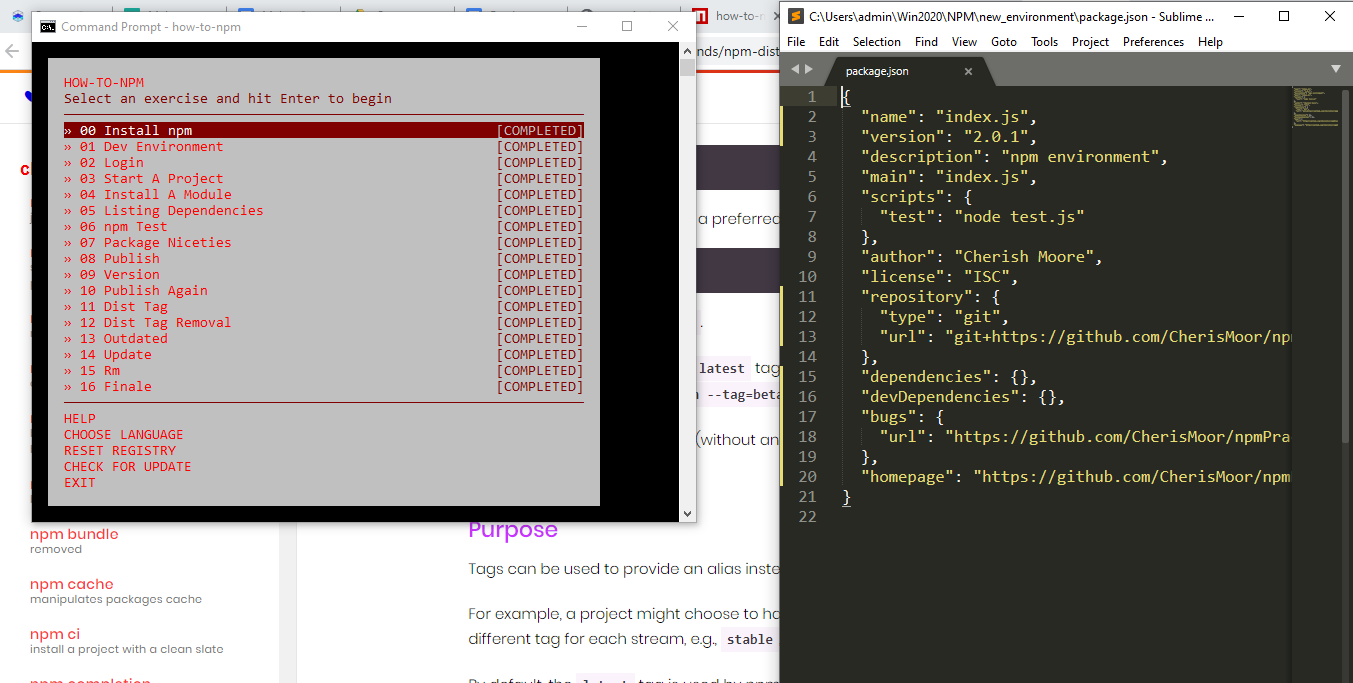 Command Prompt - how-to-npm
HOW-TO-NPM
Select an exercise and hit Enter to begin
» 00 Install npm [COMPLETED]
» 01 Dev Environment [COMPLETED]
» 02 Login [COMPLETED]
» 03 Start A Project [COMPLETED]
» 04 Install A Module [COMPLETED]
» 05 Listing Dependencies [COMPLETED]
» 06 npm Test [COMPLETED]
» 07 Package Niceties [COMPLETED]
» 08 Publish [COMPLETED]
» 09 Version [COMPLETED]
» 10 Publish Again [COMPLETED]
» 11 Dist Tag [COMPLETED]
» 12 Dist Tag Removal [COMPLETED]
» 13 Outdated [COMPLETED]
» 14 Update [COMPLETED]
» 15 Rm [COMPLETED]
» 16 Finale [COMPLETED]
HELP
CHOOSE LANGUAGE
RESET REGISTRY
CHECK FOR UPDATE
EXIT
how-to-n
nds/npm-dist
a preferred
.
latest tag
--tag=beta
(without an
npm bundle
removed
npm cache
manipulates packages cache
npm ci
install a project with a clean slate
Purpose
Tags can be used to provide an alias inste
For example, a project might choose to ha
different tag for each stream, e.g., stable
C:\Users\admin\Win2020\NPM\new_environment\package.json - Sublime ...
File Edit Selection Find View Goto Tools Project Preferences Help
package.json
1 {
2 "name": "index.js",
3 "version": "2.0.1",
4 "description": "npm environment",
5 "main": "index.js",
6 "scripts": {
7 "test": "node test.js"
8 },
9 "author": "Cherish Moore",
10 "license": "ISC",
11 "repository": {
12 "type": "git",
13 "url": "git+https://github.com/CherisMoor/np
14 },
15 "dependencies": {},
16 "devDependencies": {},
17 "bugs": {
18 "url": "https://github.com/CherisMoor/npmPra
19 },
20 "homepage": "https://github.com/CherisMoor/npm
21 }
22